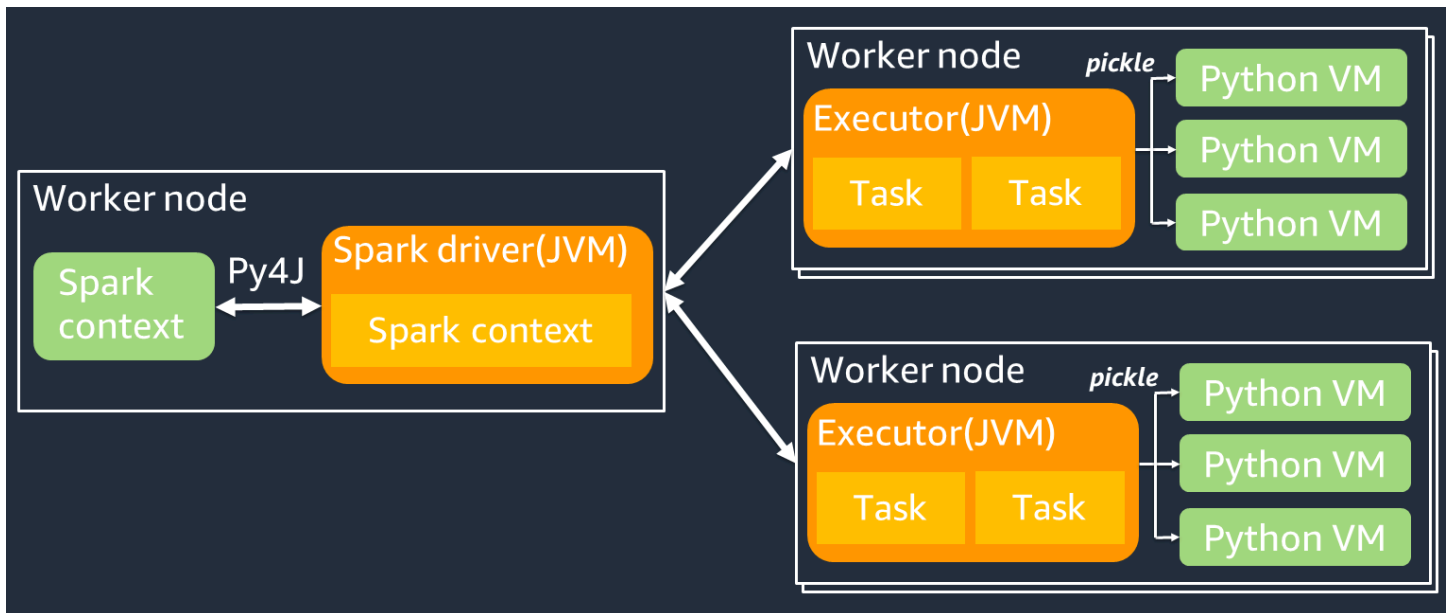 Worker node
Spark
context
Py4J
Spark driver(JVM)
Spark context
Worker node
pickle
Executor(JVM)
Task
Task
Python VM
Python VM
Python VM
Worker node
pickle
Executor(JVM)
Task
Task
Python VM
Python VM
Python VM